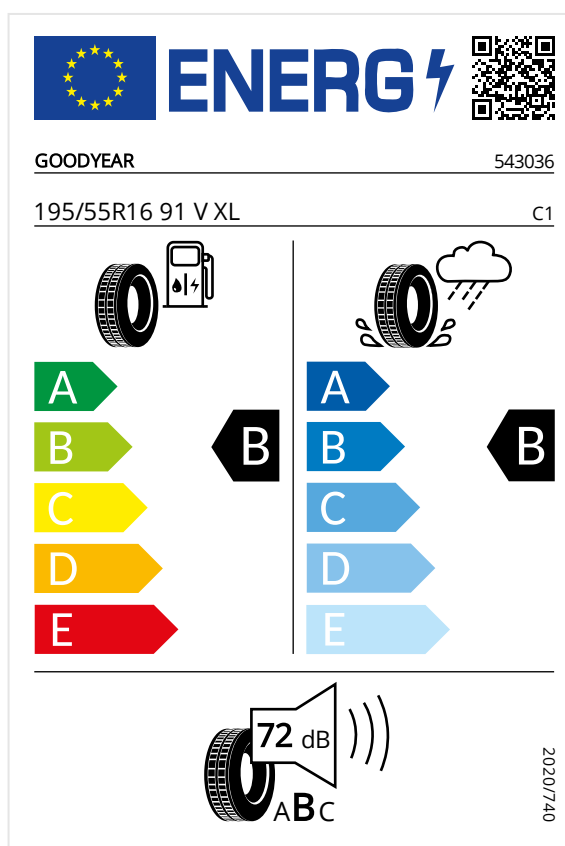 ENERG
GOODYEAR 543036
195/55R16 91 V XL C1
A A
B B B B
C C
D D
E E
72 dB
ABC
2020/740